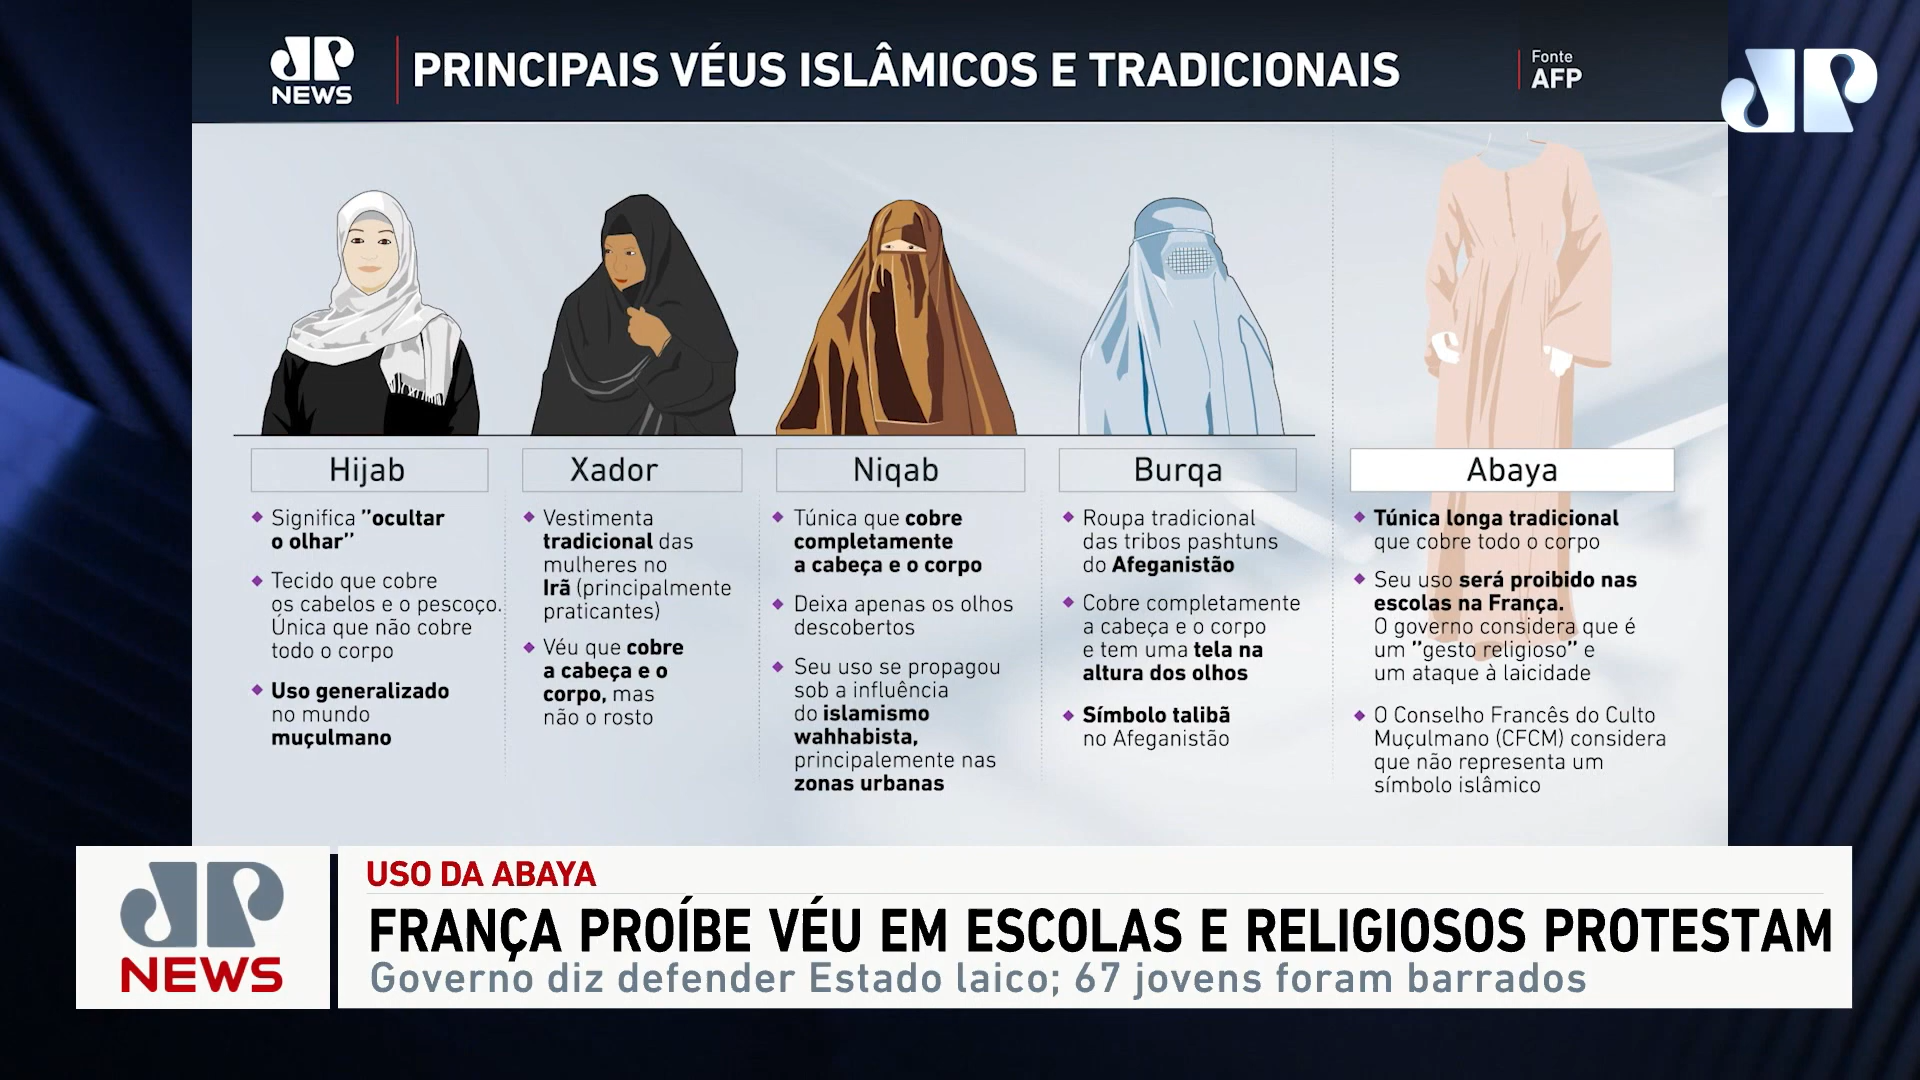 JP
NEWS
PRINCIPAIS VÉUS ISLÂMICOS E TRADICIONAIS
Fonte
AFP
JP
Hijab
Significa "ocultar
o olhar"
Tecido que cobre
os cabelos e o pescoço.
Única que não cobre
todo o corpo
Uso generalizado
no mundo
muçulmano
Xador
Vestimenta
tradicional das
mulheres no
Irã (principalmente
praticantes)
Véu que cobre
a cabeça e o
corpo, mas
não o rosto
Niqab
Túnica que cobre
completamente
a cabeça e o corpo
Deixa apenas os olhos
descobertos
Seu uso se propagou
sob a influência
do islamismo
wahhabista,
principalemente nas
zonas urbanas
Burqa
Roupa tradicional
das tribos pashtuns
do Afeganistão
Cobre completamente
a cabeça e o corpo
e tem uma tela na
altura dos olhos
Símbolo talibã
no Afeganistão
Abaya
Túnica longa tradicional
que cobre todo o corpo
Seu uso será proibido nas
escolas na França.
O governo considera que é
um "gesto religioso" e
um ataque à laicidade
O Conselho Francês do Culto
Muçulmano (CFCM) considera
que não representa um
símbolo islâmico
JP
NEWS
USO DA ABAYA
FRANÇA PROÍBE VÉU EM ESCOLAS E RELIGIOSOS PROTESTAM
Governo diz defender Estado laico; 67 jovens foram barrados